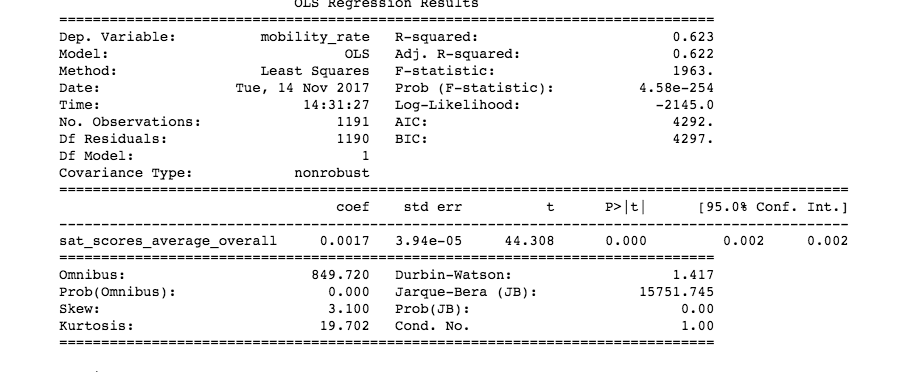 OLS Regression Results
==============================================================================
Dep. Variable:          mobility_rate   R-squared:                       0.623
Model:                            OLS   Adj. R-squared:                  0.622
Method:                 Least Squares   F-statistic:                     1963.
Date:                Tue, 14 Nov 2017   Prob (F-statistic):          4.58e-254
Time:                        14:31:27   Log-Likelihood:                -2145.0
No. Observations:                1191   AIC:                             4292.
Df Residuals:                    1190   BIC:                             4297.
Df Model:                           1
Covariance Type:            nonrobust
==============================================================================================
coef    std err          t      P>|t|      [95.0% Conf. Int.]
----------------------------------------------------------------------------------------------
sat_scores_average_overall     0.0017   3.94e-05     44.308      0.000         0.002     0.002
==============================================================================
Omnibus:                      849.720   Durbin-Watson:                   1.417
Prob(Omnibus):                  0.000   Jarque-Bera (JB):            15751.745
Skew:                           3.100   Prob(JB):                         0.00
Kurtosis:                      19.702   Cond. No.                         1.00
==============================================================================